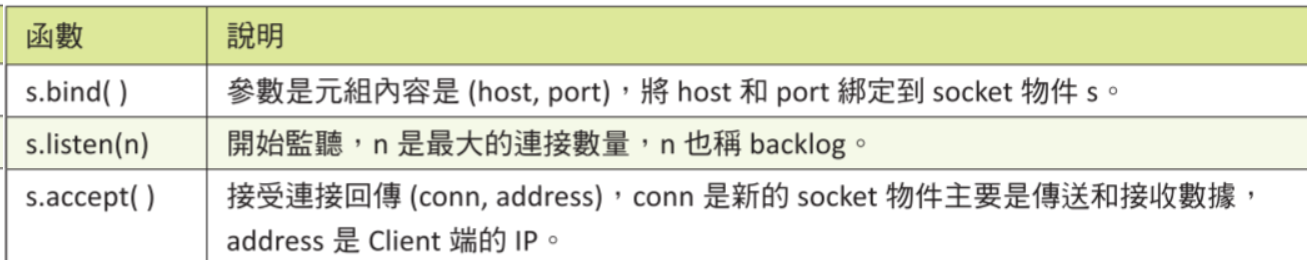 函數 說明
s.bind( ) 參數是元組內容是 (host, port)，將 host 和 port 綁定到 socket 物件 s。
s.listen(n) 開始監聽，n 是最大的連接數量，n 也稱 backlog。
s.accept( ) 接受連接回傳 (conn, address)，conn 是新的 socket 物件主要是傳送和接收數據，
address 是 Client 端的 IP。